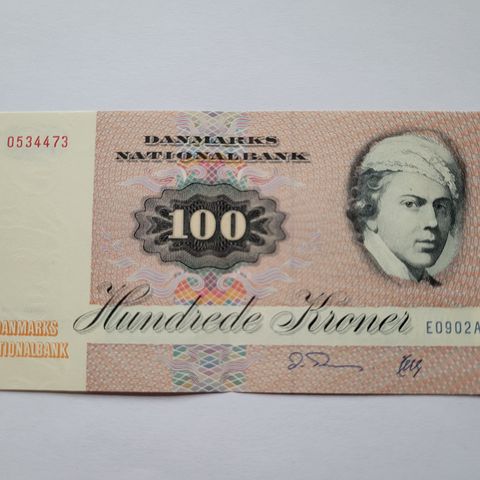 0534473
DANMARKS
NATIONALBANK
100
Hundrede Kroner
E0902A
DANMARKS
NATIONALBANK